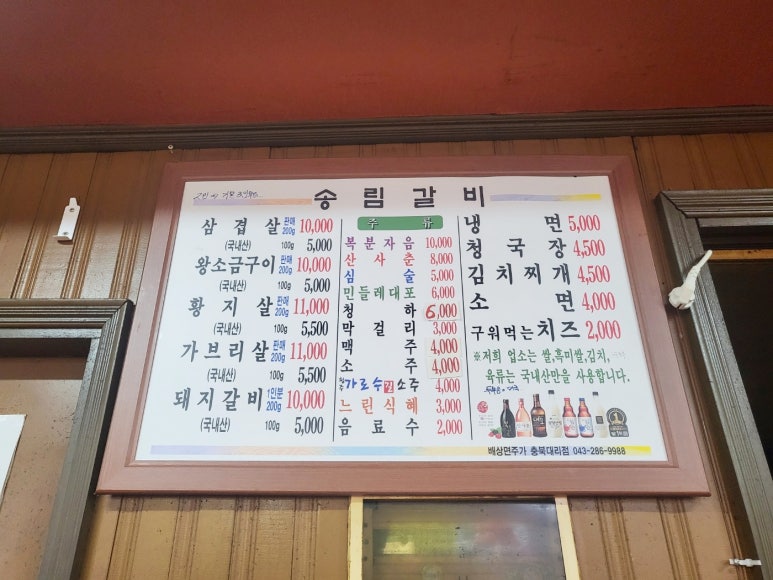 송림갈비
삼겹살 판매 200g 10,000
(국내산) 100g 5,000
왕소금구이 판매 200g 10,000
(국내산) 100g 5,000
황지살 판매 200g 11,000
(국내산) 100g 5,500
가브리살 판매 200g 11,000
(국내산) 100g 5,500
돼지갈비 1인분 200g 10,000
(국내산) 100g 5,000
주류
복분자음 10,000
산사춘 8,000
심술 5,000
민들레대포 6,000
청하 6,000
막걸리 3,000
맥주 4,000
소주 4,000
가로수길소주 4,000
느린식혜 3,000
음료수 2,000
냉면 5,000
청국장 4,500
김치찌개 4,500
소면 4,000
구워먹는치즈 2,000
※저희 업소는 쌀,흑미쌀,김치,
육류는 국내산만을 사용합니다.
배상면주가 충북대리점 043-286-9988